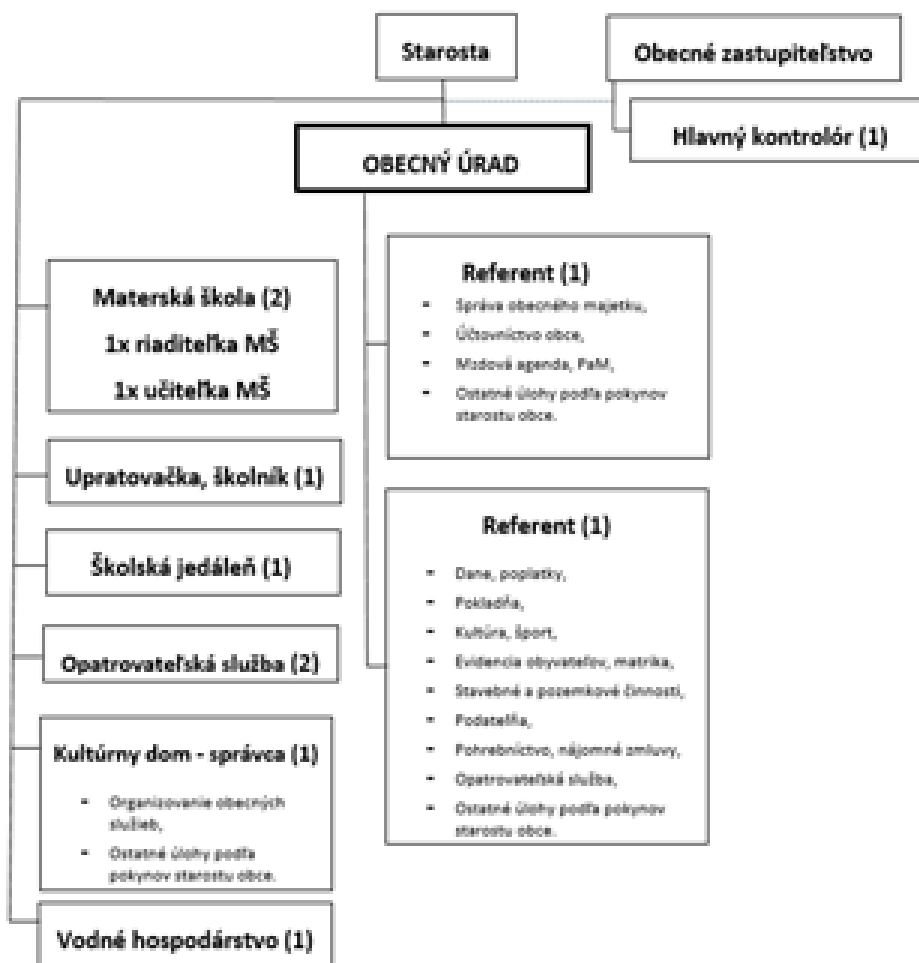 Starosta
Obecné zastupiteľstvo
Hlavný kontrolór (1)
OBECNÝ ÚRAD
Materská škola (2)
1x riaditeľka MŠ
1x učiteľka MŠ
Upratovačka, školník (1)
Školská jedáleň (1)
Opatrovateľská služba (2)
Kultúrny dom - správca (1)
- Organizovanie obecných
služieb,
- Ostatné úlohy podľa
pokynov starostu obce.
Vodné hospodárstvo (1)
Referent (1)
- Správa obecného majetku,
- Účtovníctvo obce,
- Mzdová agenda, PaM,
- Ostatné úlohy podľa pokynov
starostu obce.
Referent (1)
- Dane, poplatky,
- Pokladňa,
- Kultúra, šport,
- Evidencia obyvateľov, matrika,
- Stavebné a pozemkové činnosti,
- Podateľňa,
- Pohrebníctvo, nájomné zmluvy,
- Opatrovateľská služba,
- Ostatné úlohy podľa pokynov
starostu obce.